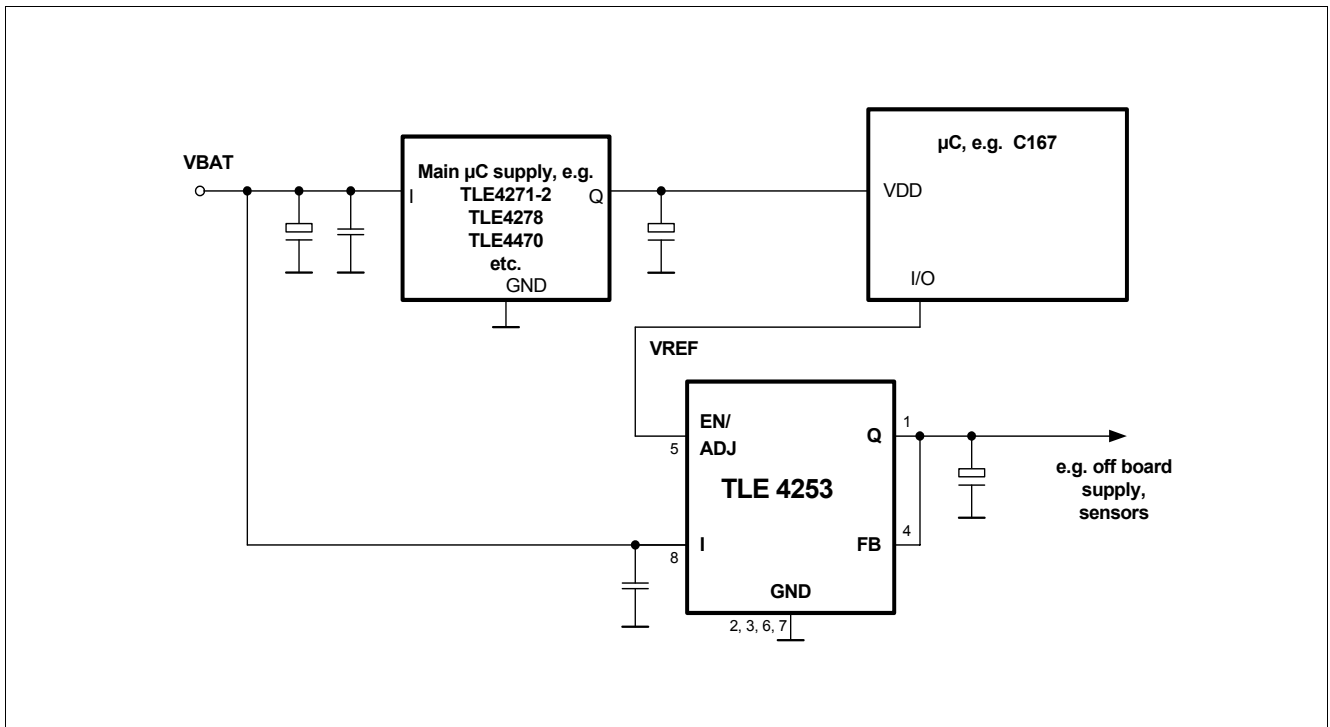 VBAT
I
Main µC supply, e.g.
TLE4271-2
TLE4278
TLE4470
etc.
Q
GND
µC, e.g. C167
VDD
I/O
VREF
EN/
ADJ
5
Q
1
TLE 4253
e.g. off board
supply,
sensors
I
8
FB
4
GND
2, 3, 6, 7